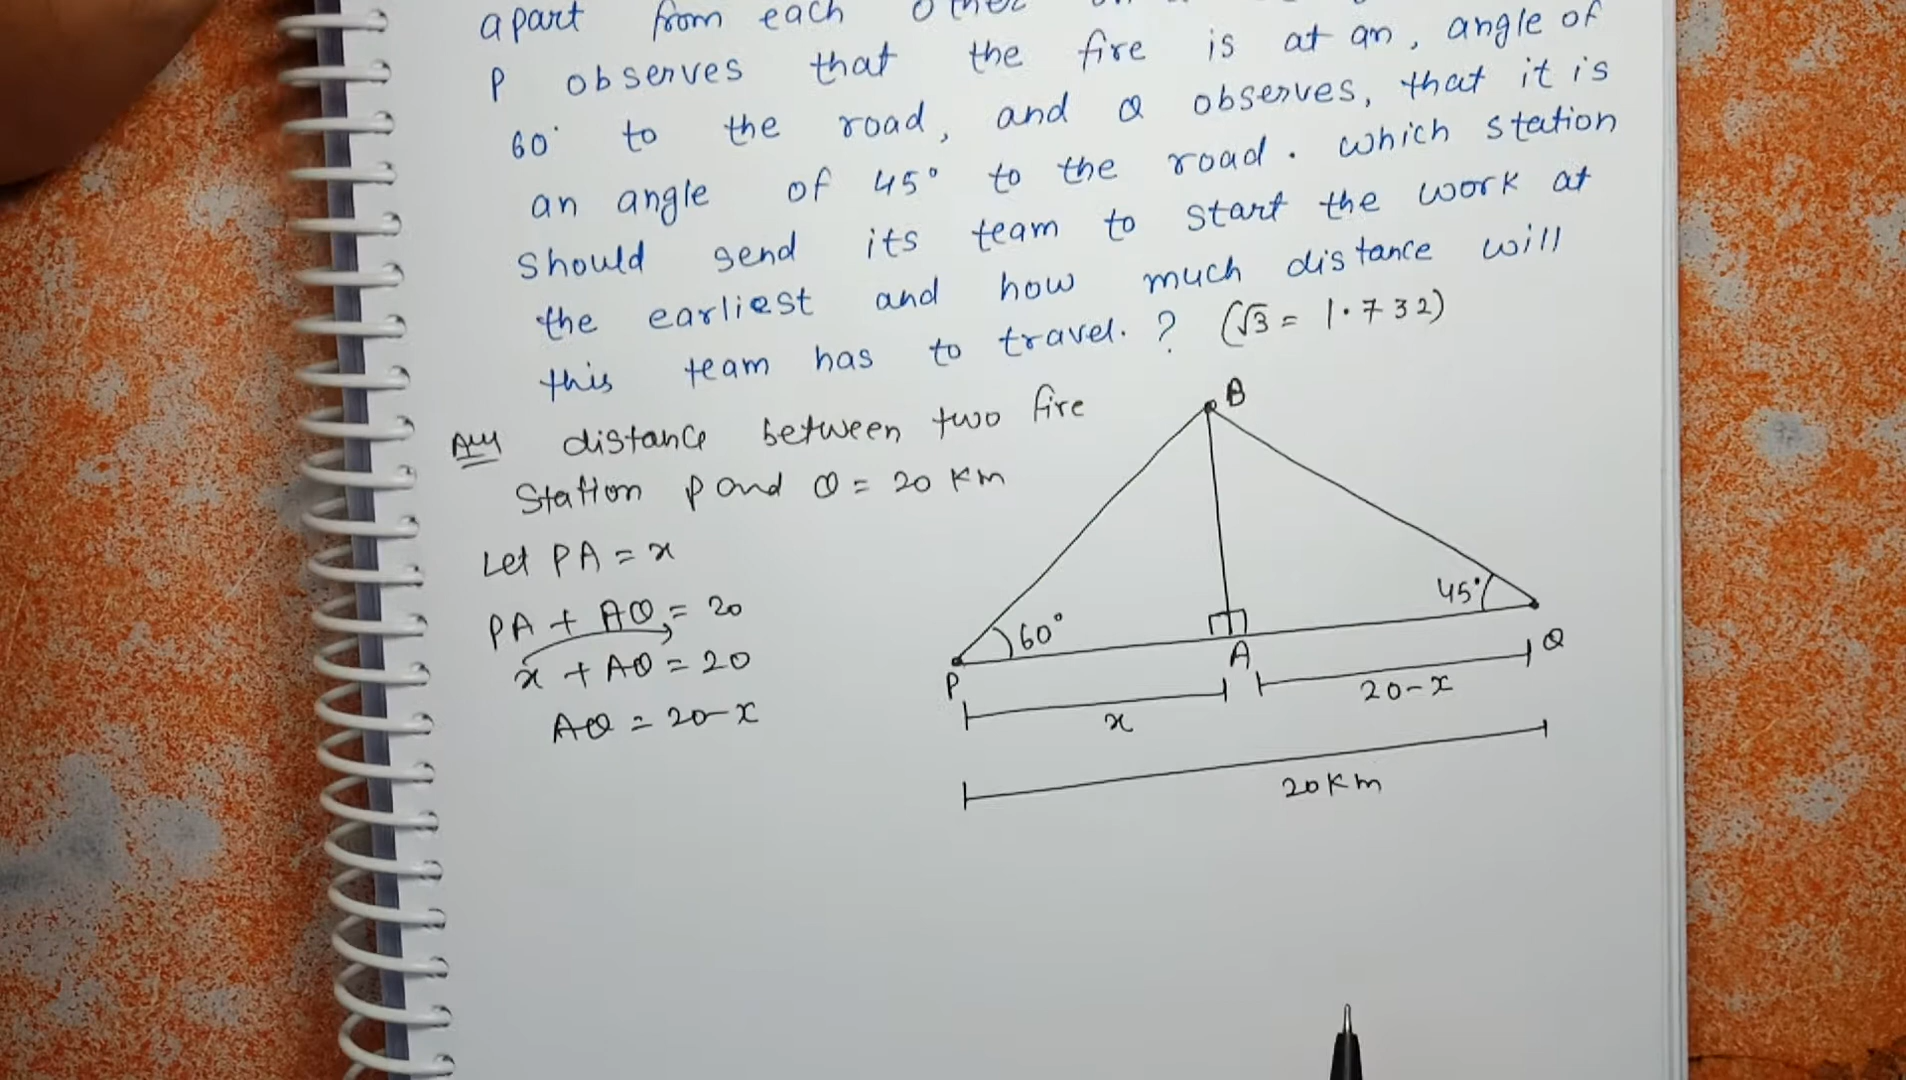 apart from each other
P observes that the fire is at an, angle of
60° to the road, and Q observes, that it is
an angle of 45° to the road. which station
should send its team to start the work at
the earliest and how much distance will
this team has to travel.? (√3 = 1.732)
Ans distance between two fire
Station P and Q = 20 Km
Let PA = x
PA + AQ = 20
x + AQ = 20
AQ = 20-x
B
60°
45°
P
A
Q
x
20-x
20Km